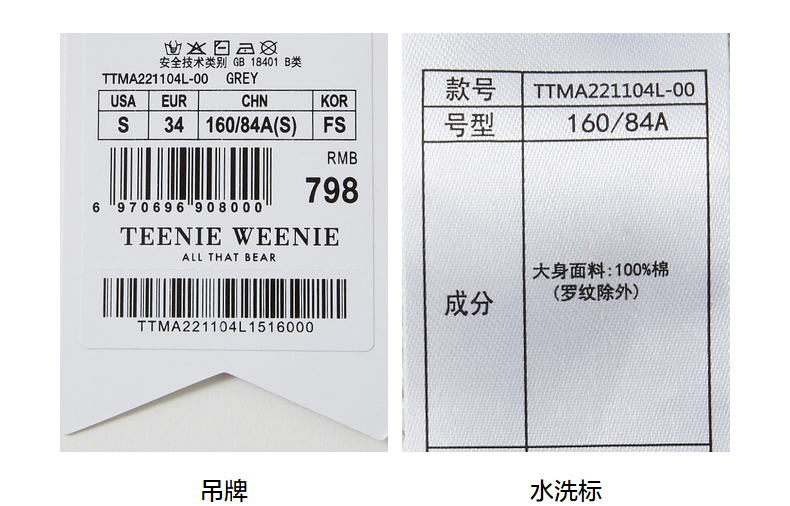 安全技术类别 GB 18401 B类
TTMA221104L-00 GREY
USA EUR CHN KOR
S 34 160/84A(S) FS
RMB
798
6 970696 908000
TEENIE WEENIE
ALL THAT BEAR
TTMA221104L1516000
吊牌
款号 TTMA221104L-00
号型 160/84A
成分 大身面料:100%棉
(罗纹除外)
水洗标